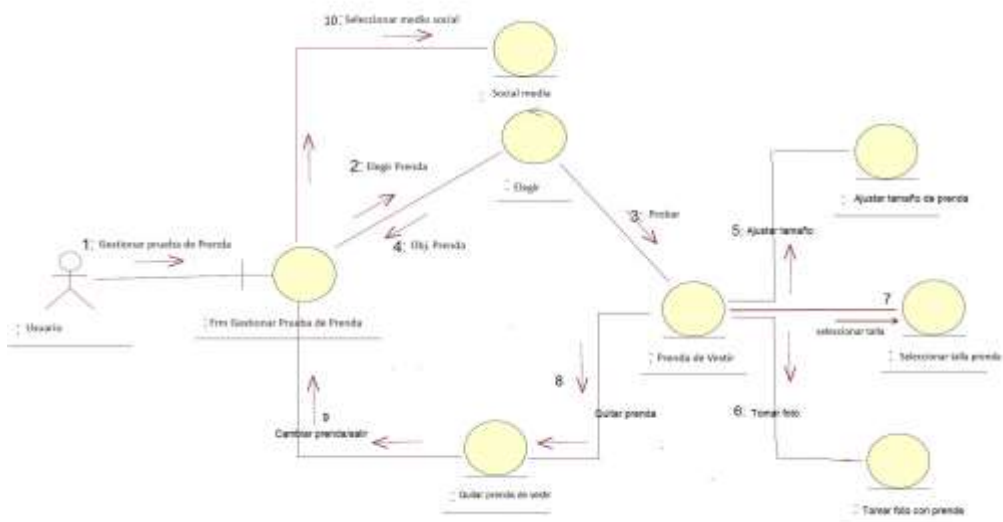 10: Seleccionar medio social
: Social media
2: Elegir Prenda
: Elegir
3: Probar
: Ajustar tamaño de prenda
5: Ajustar tamaño
1: Gestionar prueba de Prenda
4: Obj. Prenda
7
: Usuario
: Frm Gestionar Prueba de Prenda
seleccionar talla
: Prenda de Vestir
: Seleccionar talla prenda
8
Quitar prenda
6: Tomar foto
9
Cambiar prenda/salir
: Quitar prenda de vestir
: Tomar foto con prenda